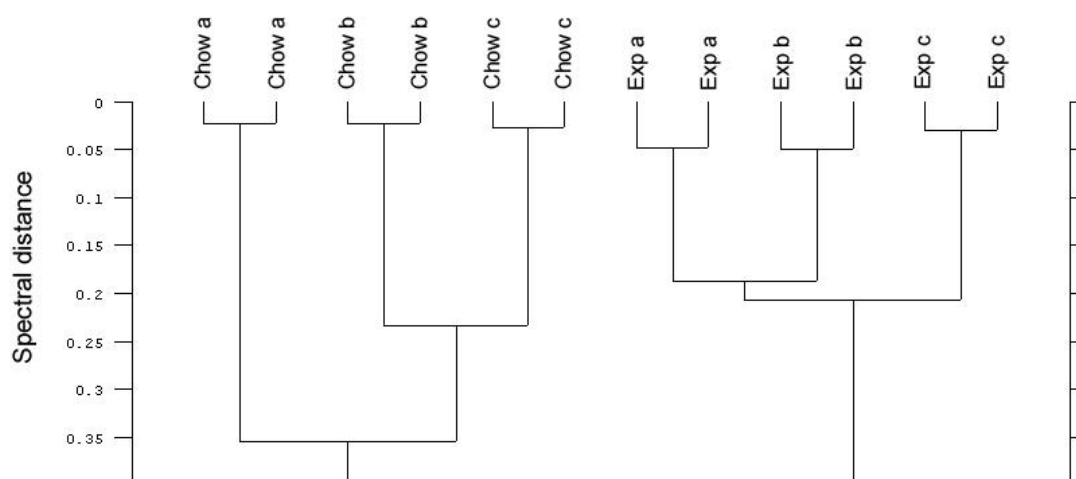 Chow a
Chow a
Chow b
Chow b
Chow c
Chow c
Exp a
Exp a
Exp b
Exp b
Exp c
Exp c
Spectral distance
0
0.05
0.1
0.15
0.2
0.25
0.3
0.35